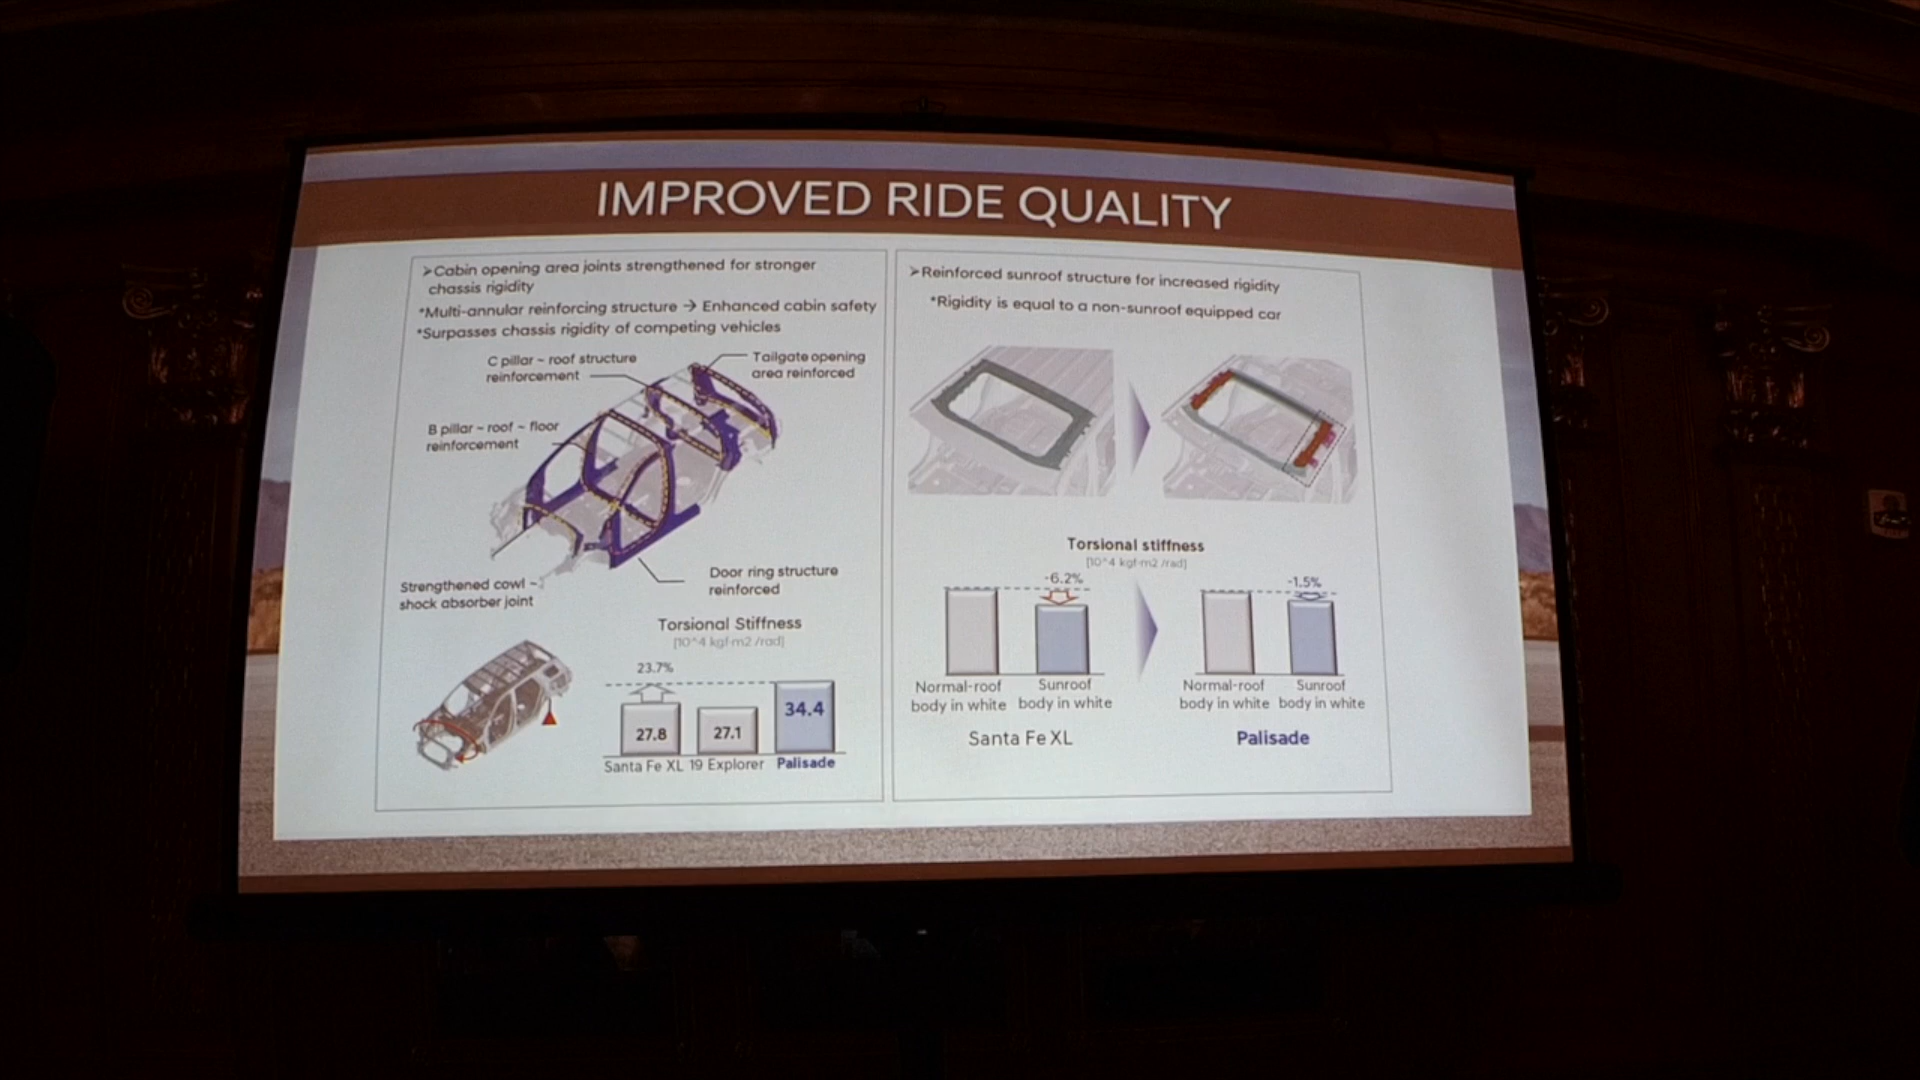 IMPROVED RIDE QUALITY
➤Cabin opening area joints strengthened for stronger
chassis rigidity
*Multi-annular reinforcing structure → Enhanced cabin safety
*Surpasses chassis rigidity of competing vehicles
C pillar ~ roof structure
reinforcement
Tailgate opening
area reinforced
B pillar ~ roof ~ floor
reinforcement
Strengthened cowl ~
shock absorber joint
Door ring structure
reinforced
Torsional Stiffness
[10^4 kgf·m2 /rad]
23.7%
27.8
27.1
34.4
Santa Fe XL
19 Explorer
Palisade
➤Reinforced sunroof structure for increased rigidity
*Rigidity is equal to a non-sunroof equipped car
Torsional stiffness
[10^4 kgf·m2 /rad]
-6.2%
-1.5%
Normal-roof
body in white
Sunroof
body in white
Normal-roof
body in white
Sunroof
body in white
Santa Fe XL
Palisade